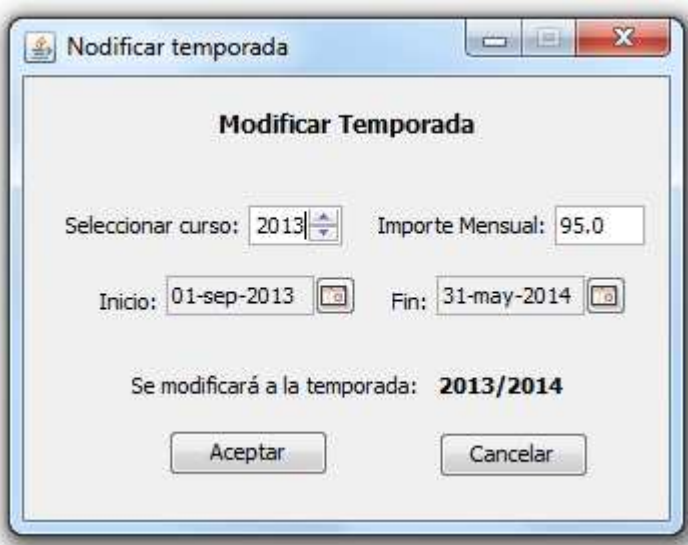 Nodificar temporada
Modificar Temporada
Seleccionar curso: 2013 Importe Mensual: 95.0
Inicio: 01-sep-2013 Fin: 31-may-2014
Se modificará a la temporada: 2013/2014
Aceptar Cancelar